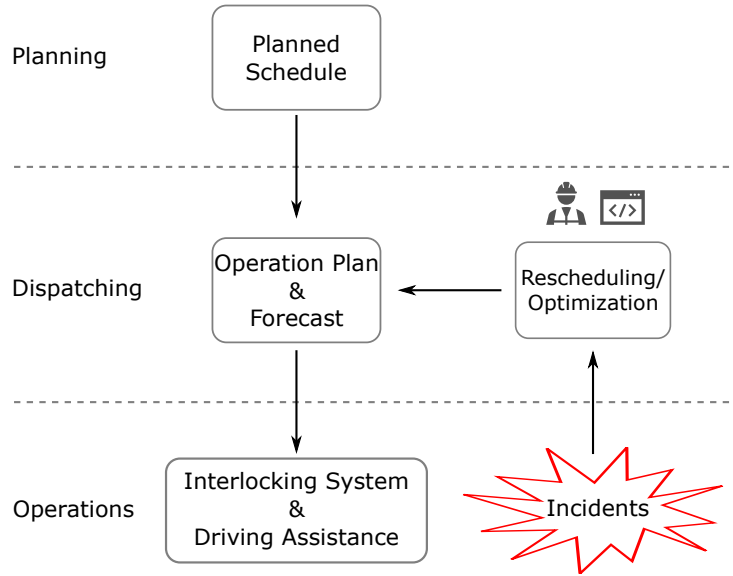 Planning
Planned
Schedule
Dispatching
Operation Plan
&
Forecast
</>
Rescheduling/
Optimization
Operations
Interlocking System
&
Driving Assistance
Incidents